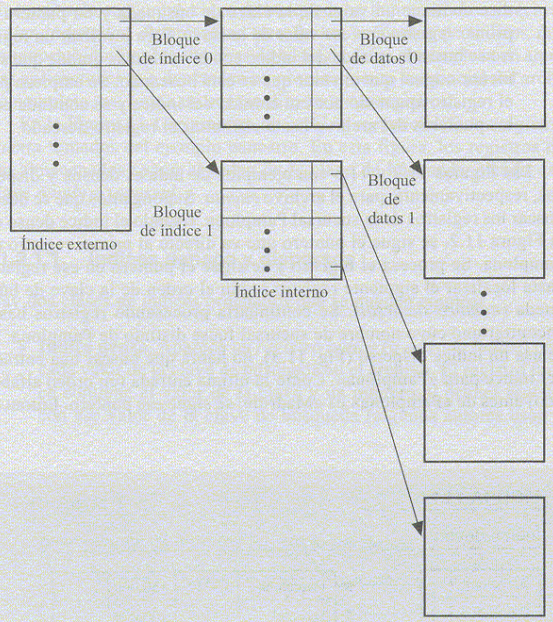 Bloque
de índice 0
Bloque
de datos 0
Bloque
de índice 1
Bloque
de
datos 1
Índice externo
Índice interno